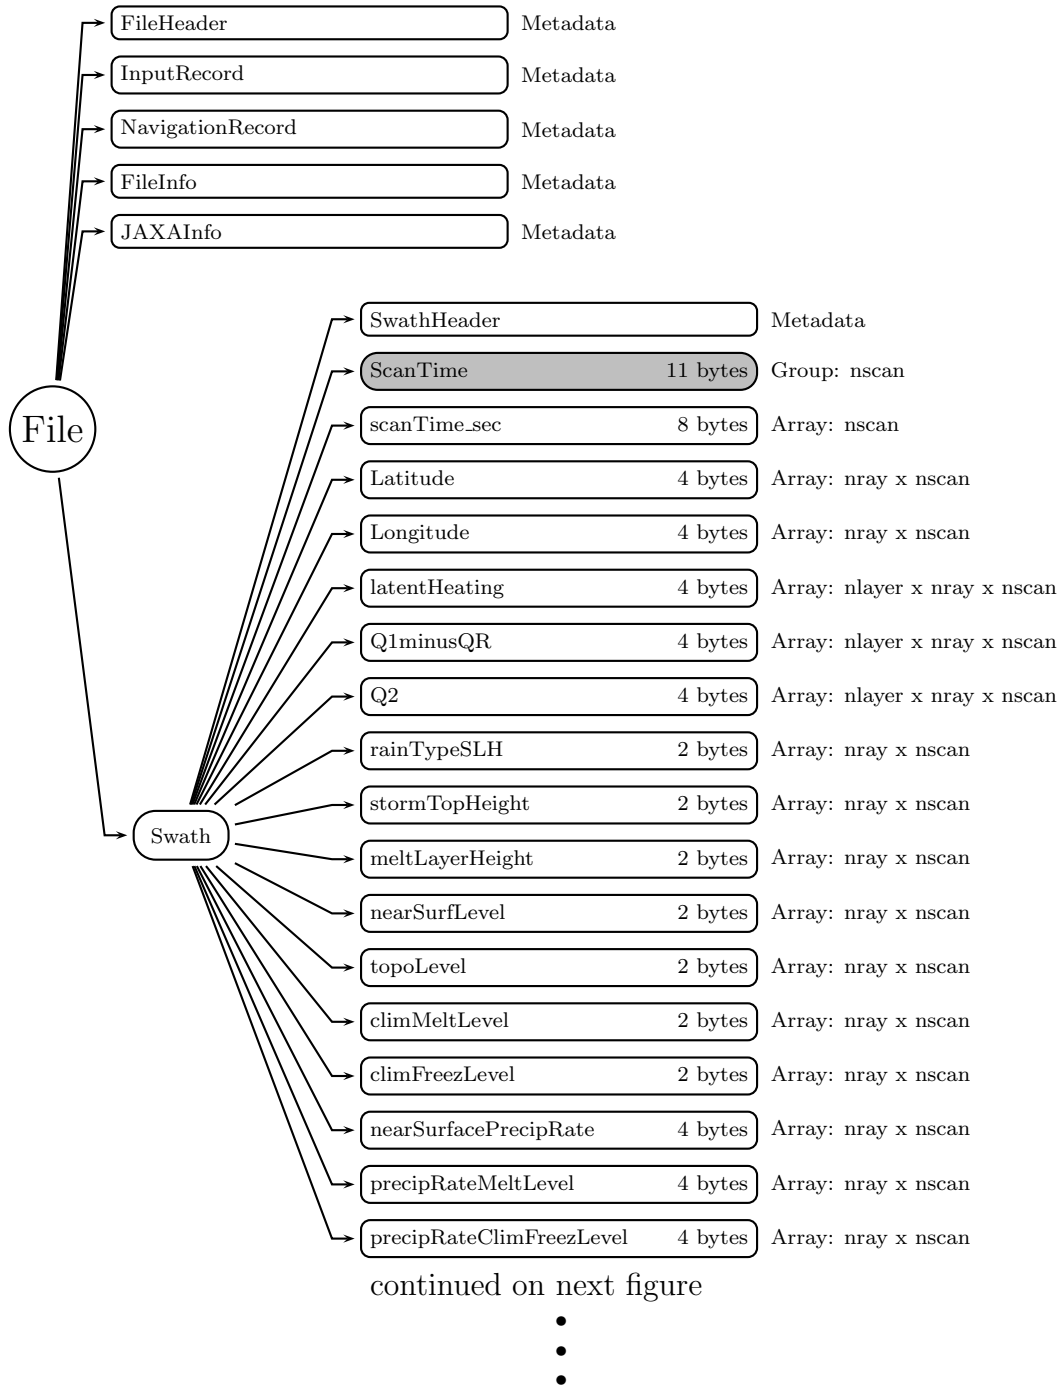 FileHeader Metadata
InputRecord Metadata
NavigationRecord Metadata
FileInfo Metadata
JAXAInfo Metadata
SwathHeader Metadata
ScanTime 11 bytes Group: nscan
File
scanTime_sec 8 bytes Array: nscan
Latitude 4 bytes Array: nray x nscan
Longitude 4 bytes Array: nray x nscan
latentHeating 4 bytes Array: nlayer x nray x nscan
Q1minusQR 4 bytes Array: nlayer x nray x nscan
Q2 4 bytes Array: nlayer x nray x nscan
rainTypeSLH 2 bytes Array: nray x nscan
stormTopHeight 2 bytes Array: nray x nscan
Swath
meltLayerHeight 2 bytes Array: nray x nscan
nearSurfLevel 2 bytes Array: nray x nscan
topoLevel 2 bytes Array: nray x nscan
climMeltLevel 2 bytes Array: nray x nscan
climFreezLevel 2 bytes Array: nray x nscan
nearSurfacePrecipRate 4 bytes Array: nray x nscan
precipRateMeltLevel 4 bytes Array: nray x nscan
precipRateClimFreezLevel 4 bytes Array: nray x nscan
continued on next figure